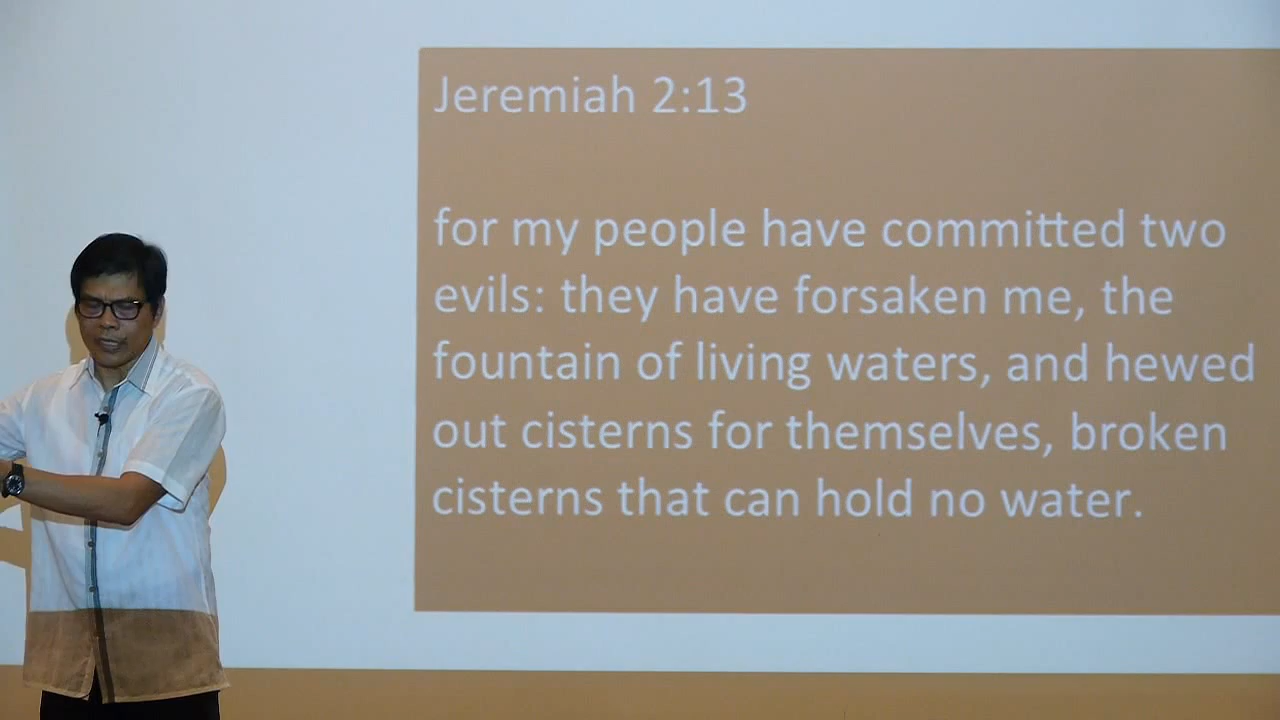 Jeremiah 2:13
for my people have committed two
evils: they have forsaken me, the
fountain of living waters, and hewed
out cisterns for themselves, broken
cisterns that can hold no water.